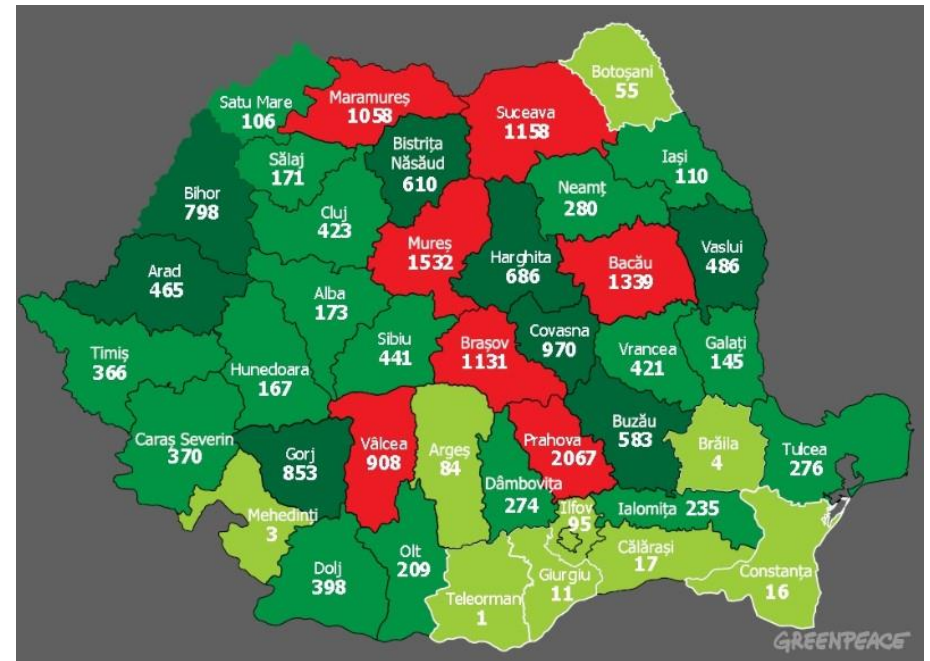 Botoșani
55
Satu Mare
106
Maramureș
1058
Suceava
1158
Bistrița
Năsăud
610
Sălaj
171
Iași
110
Neamț
280
Bihor
798
Cluj
423
Mureș
1532
Harghita
686
Bacău
1339
Vaslui
486
Arad
465
Alba
173
Sibiu
441
Brașov
1131
Covasna
970
Vrancea
421
Galați
145
Timiș
366
Hunedoara
167
Caraș Severin
370
Gorj
853
Vâlcea
908
Argeș
84
Prahova
2067
Buzău
583
Brăila
4
Tulcea
276
Dâmbovița
274
Ilfov
95
Ialomița 235
Mehedinți
3
Olt
209
Dolj
398
Călărași
17
Giurgiu
11
Constanța
16
Teleorman
1
GREENPEACE